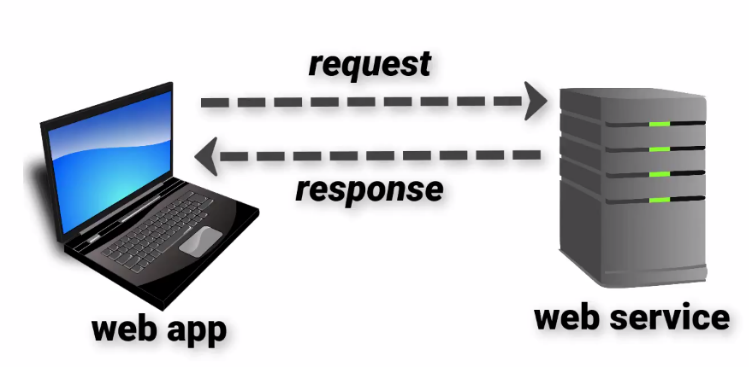 request
response
web app
web service